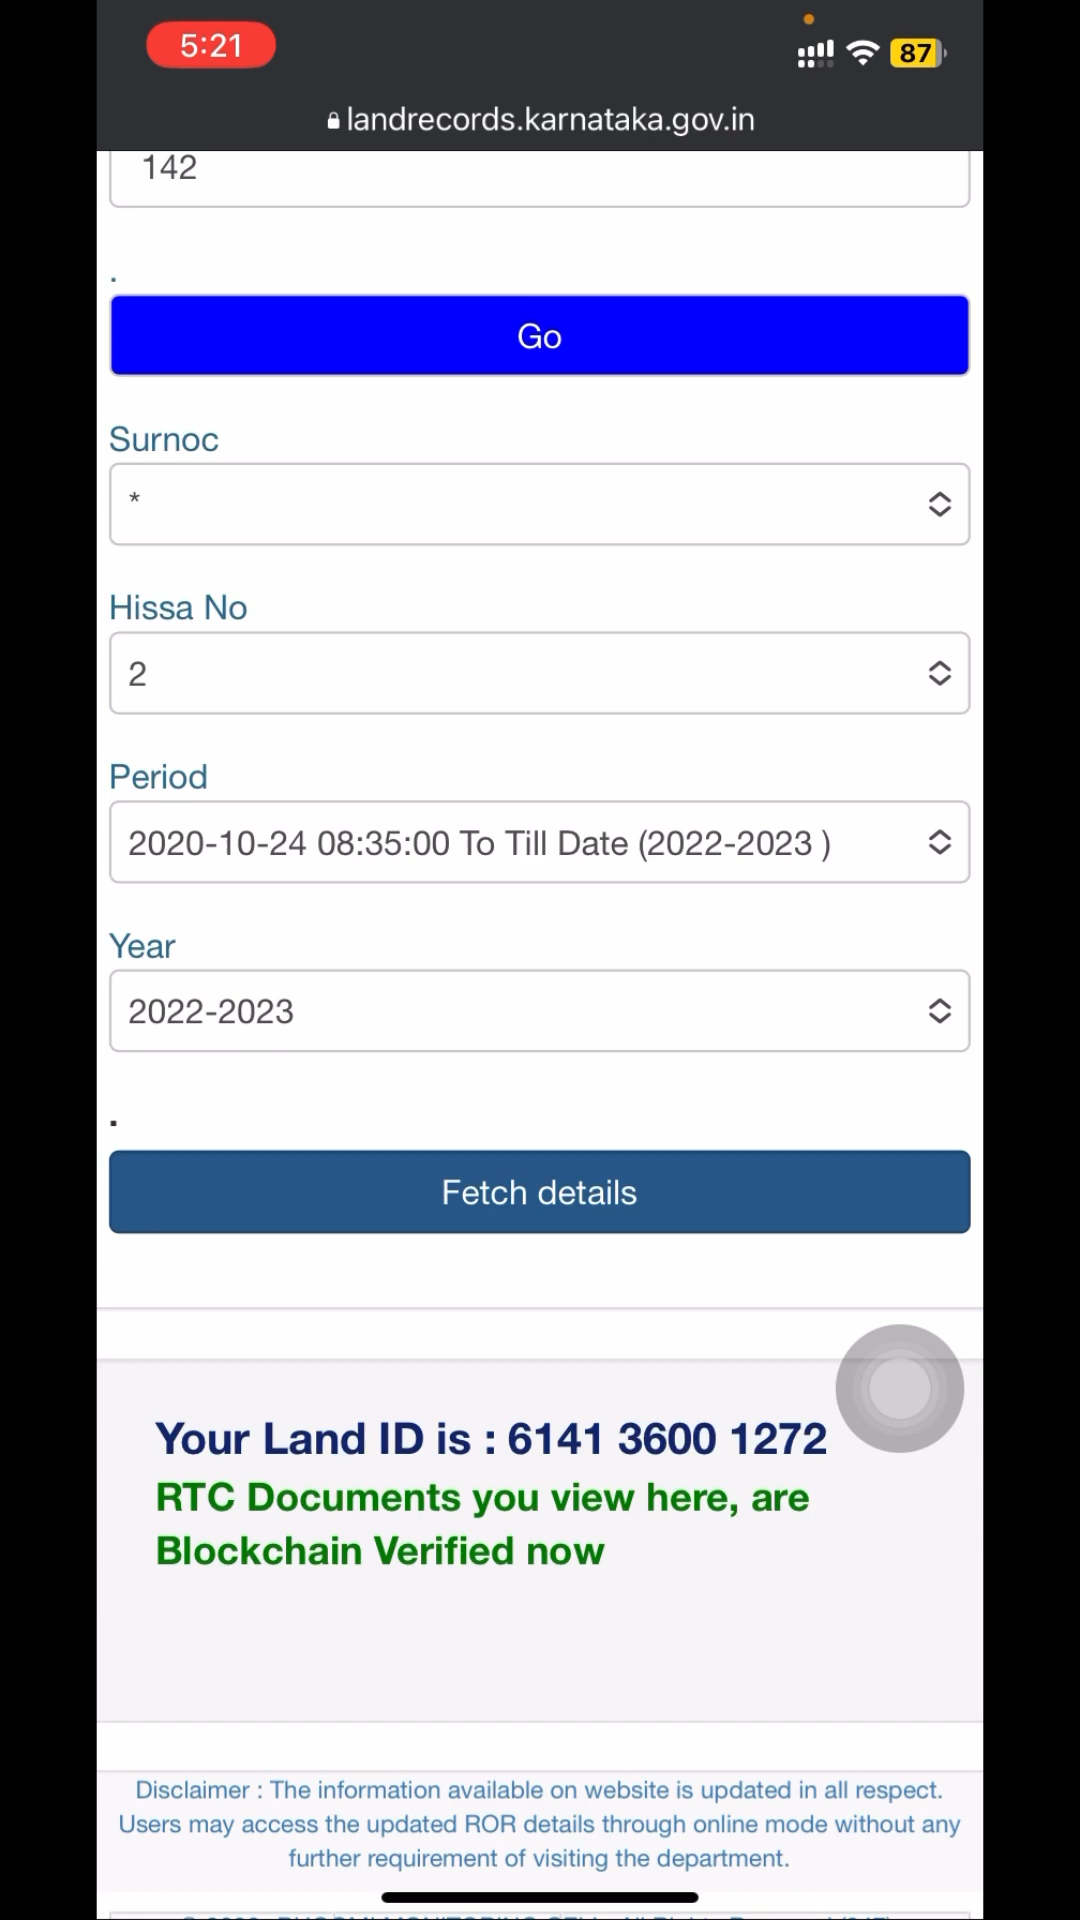 5:21
87
landrecords.karnataka.gov.in
142
.
Go
Surnoc
*
Hissa No
2
Period
2020-10-24 08:35:00 To Till Date (2022-2023 )
Year
2022-2023
.
Fetch details
Your Land ID is : 6141 3600 1272
RTC Documents you view here, are
Blockchain Verified now
Disclaimer : The information available on website is updated in all respect.
Users may access the updated ROR details through online mode without any
further requirement of visiting the department.